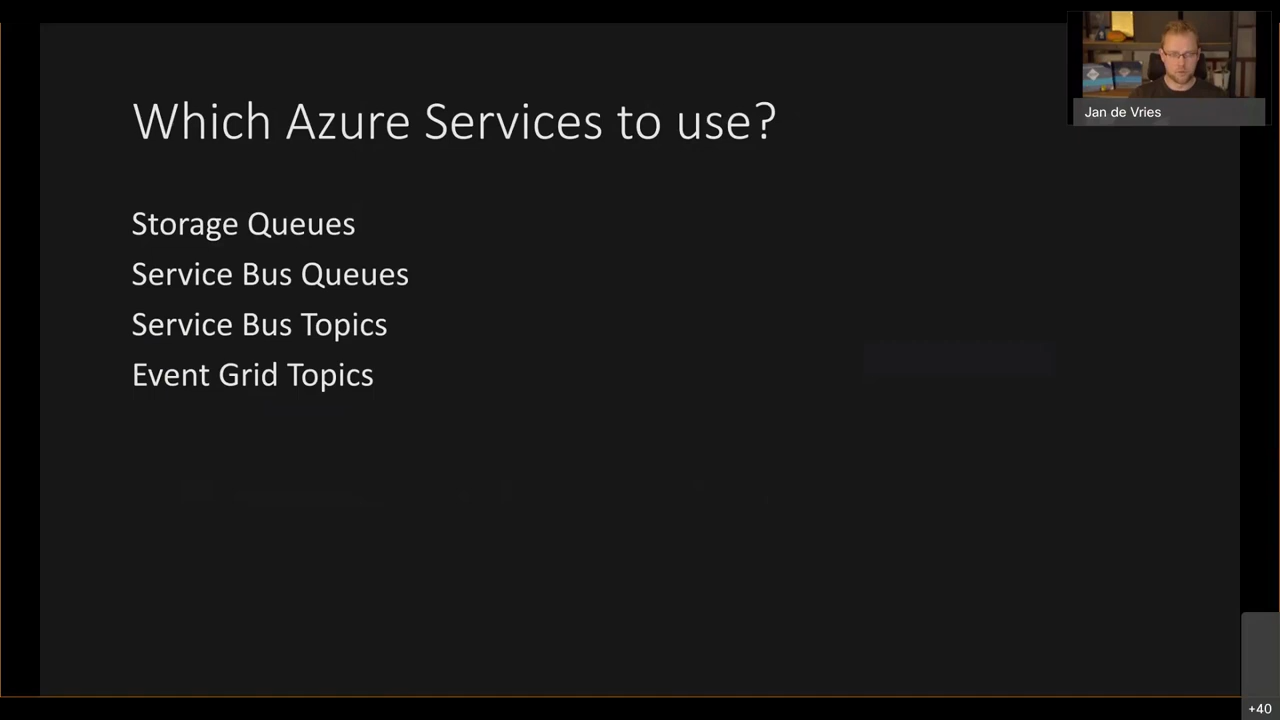 Which Azure Services to use?
Storage Queues
Service Bus Queues
Service Bus Topics
Event Grid Topics
Jan de Vries
+40